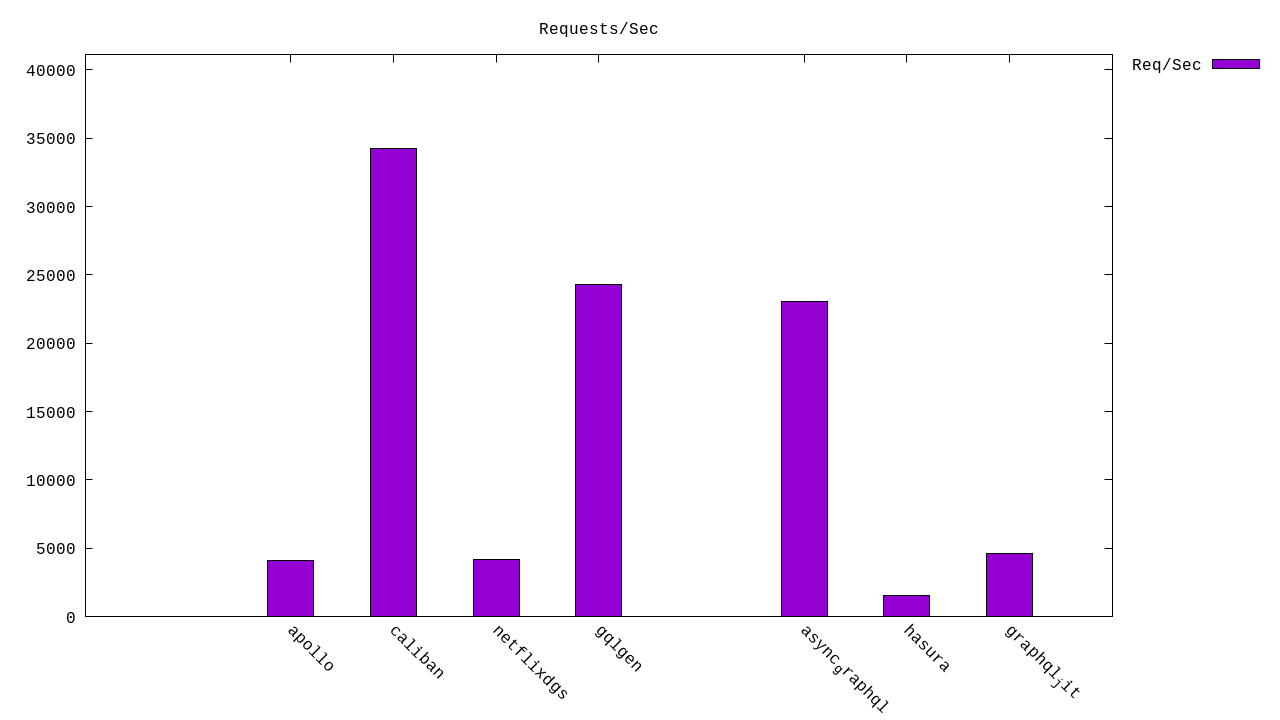 Requests/Sec
Req/Sec
40000
35000
30000
25000
20000
15000
10000
5000
0
apollo
caliban
netflixdgs
gqlgen
async_graphql
hasura
graphql_jit